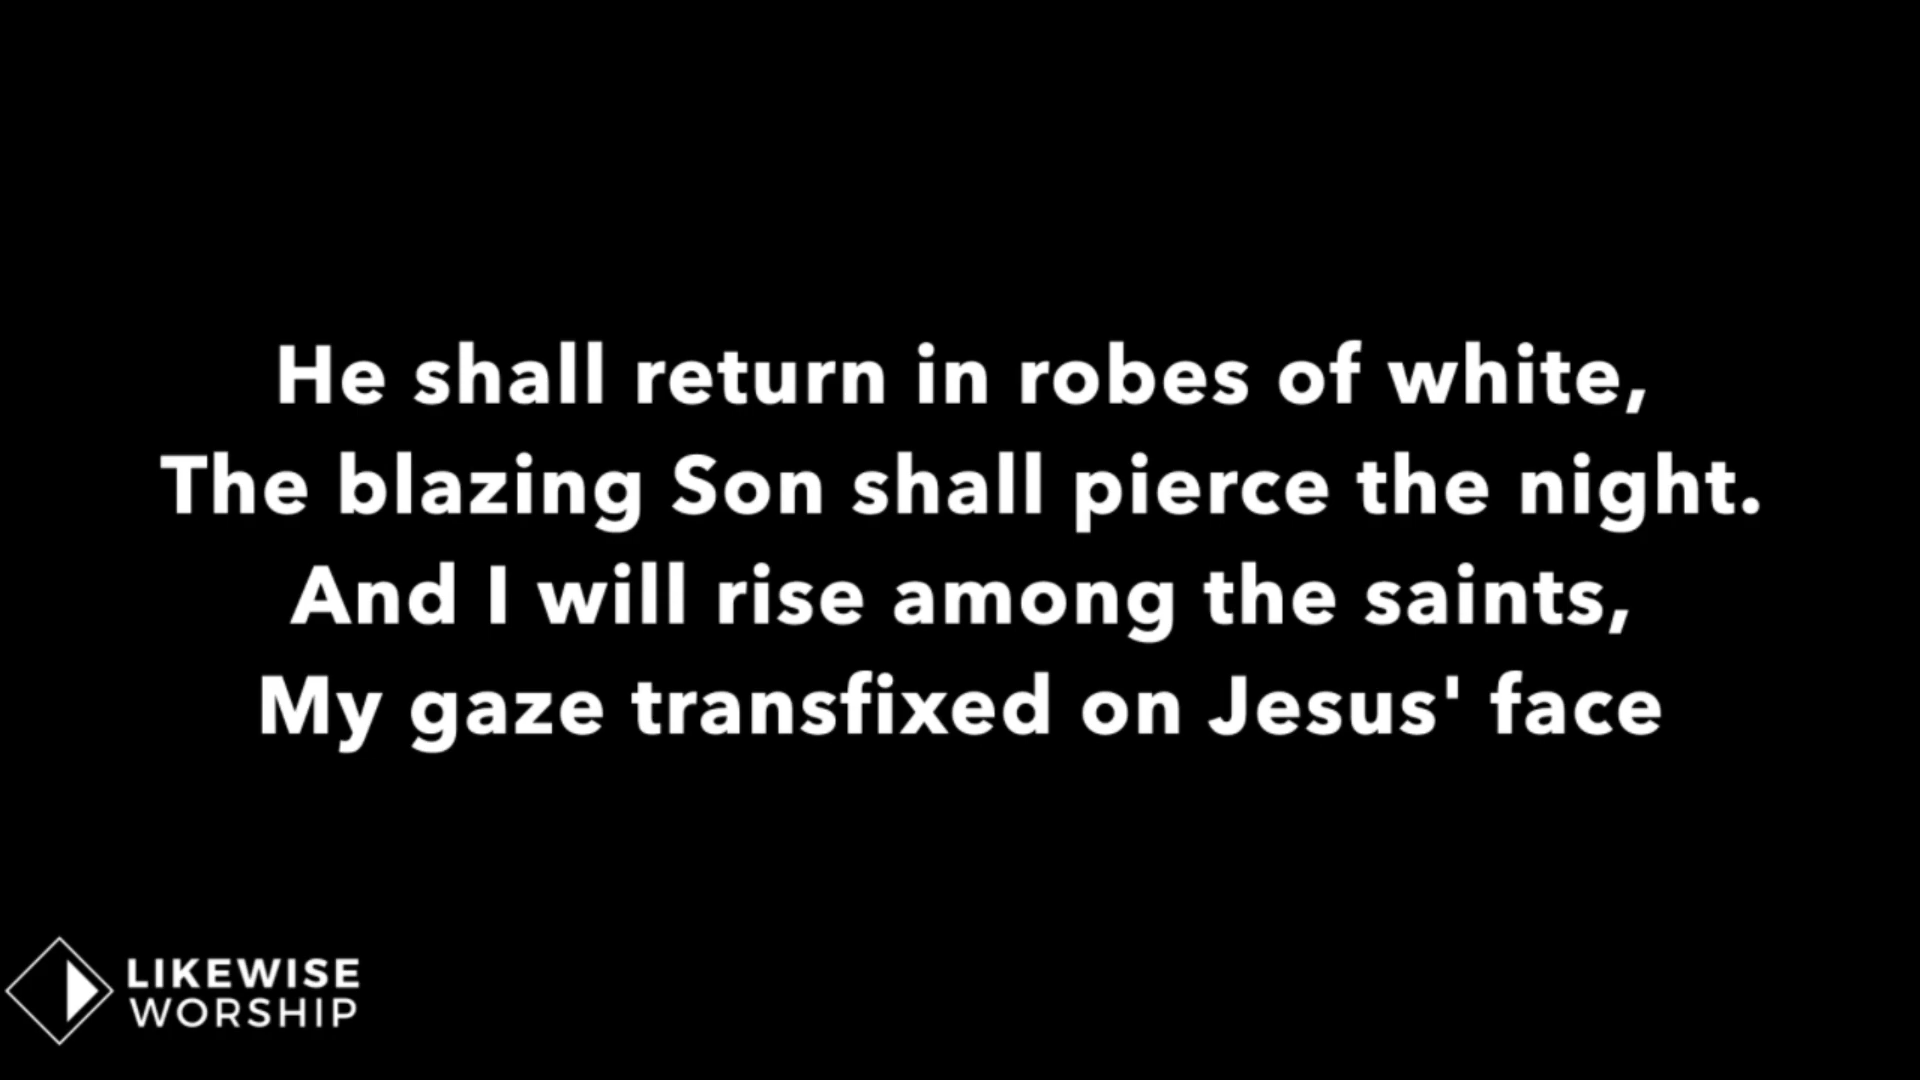 He shall return in robes of white,
The blazing Son shall pierce the night.
And I will rise among the saints,
My gaze transfixed on Jesus' face
LIKEWISE
WORSHIP